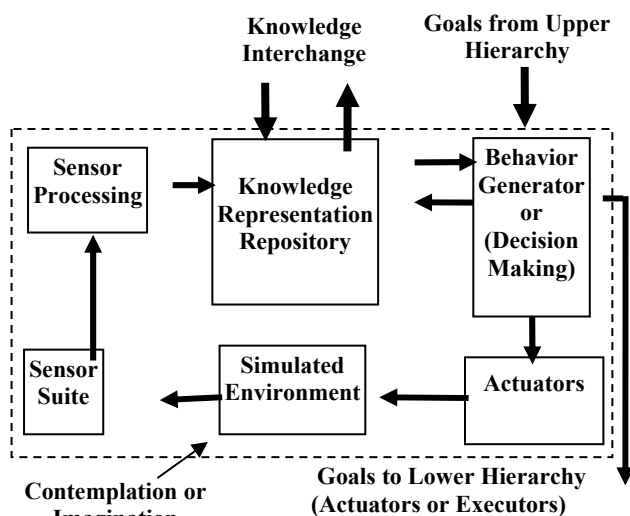 Knowledge
Interchange
Goals from Upper
Hierarchy
Sensor
Processing
Knowledge
Representation
Repository
Behavior
Generator
or
(Decision
Making)
Sensor
Suite
Simulated
Environment
Actuators
Contemplation or
Imagination
Goals to Lower Hierarchy
(Actuators or Executors)